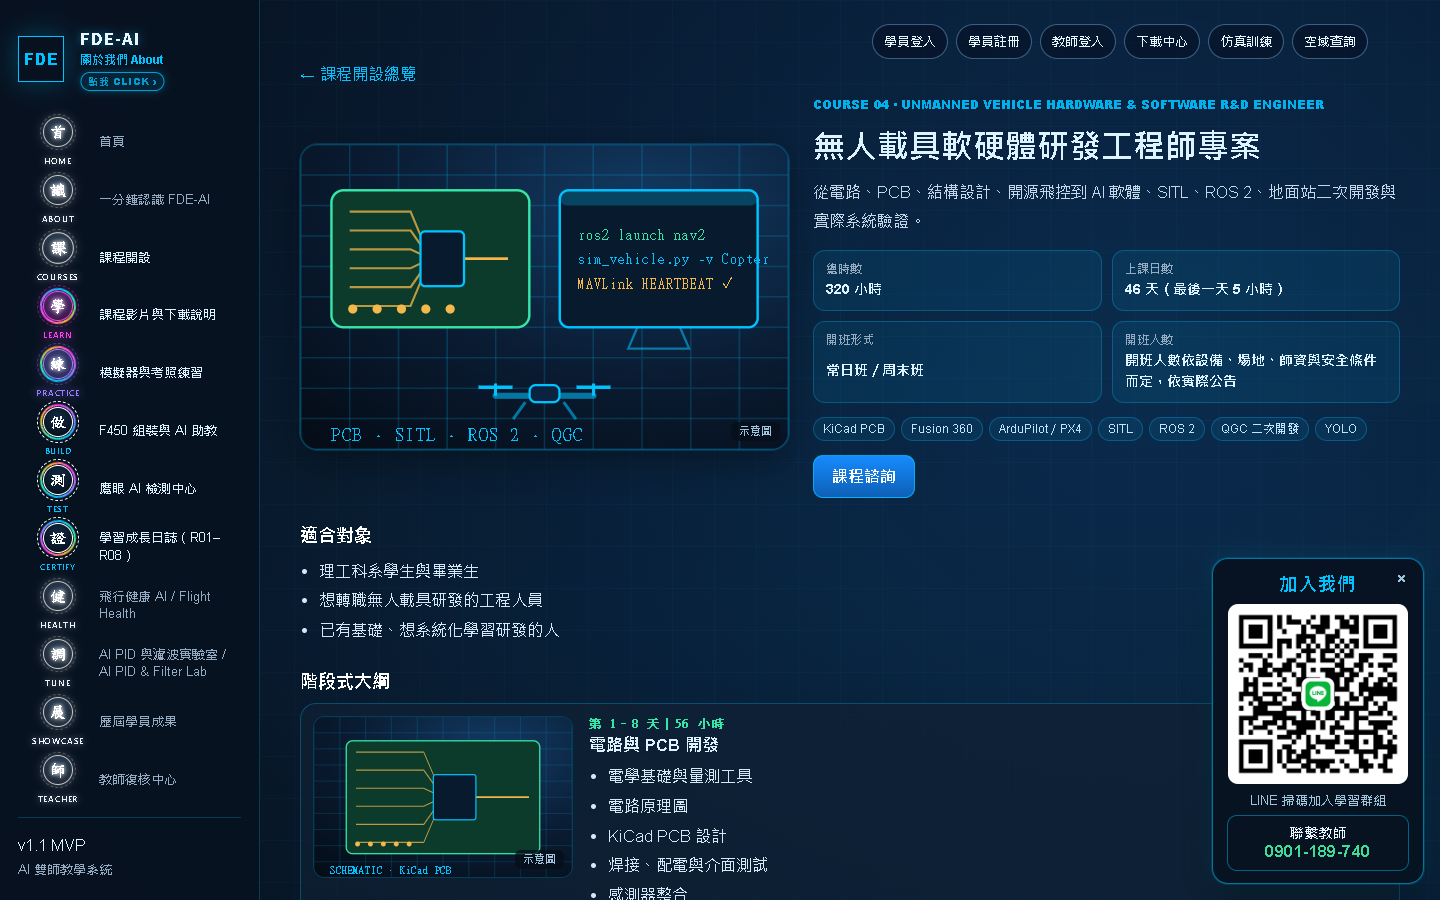 FDE
FDE-AI
關於我們 About
點我 CLICK ›
首
HOME
首頁
識
ABOUT
一分鐘認識 FDE-AI
課
COURSES
課程開設
學
LEARN
課程影片與下載說明
練
PRACTICE
模擬器與考照練習
做
BUILD
F450 組裝與 AI 助教
測
TEST
鷹眼 AI 檢測中心
證
CERTIFY
學習成長日誌（R01–
R08）
健
HEALTH
飛行健康 AI / Flight
Health
調
TUNE
AI PID 與濾波實驗室 /
AI PID & Filter Lab
展
SHOWCASE
歷屆學員成果
師
TEACHER
教師復核中心
v1.1 MVP
AI 雙師教學系統
學員登入
學員註冊
教師登入
下載中心
仿真訓練
空域查詢
← 課程開設總覽
ros2 launch nav2
sim_vehicle.py -v Copter
MAVLink HEARTBEAT ✓
PCB · SITL · ROS 2 · QGC
示意圖
COURSE 04 · UNMANNED VEHICLE HARDWARE & SOFTWARE R&D ENGINEER
無人載具軟硬體研發工程師專案
從電路、PCB、結構設計、開源飛控到 AI 軟體、SITL、ROS 2、地面站二次開發與
實際系統驗證。
總時數
320 小時
上課日數
46 天（最後一天 5 小時）
開班形式
常日班 / 周末班
開班人數
開班人數依設備、場地、師資與安全條件
而定，依實際公告
KiCad PCB
Fusion 360
ArduPilot / PX4
SITL
ROS 2
QGC 二次開發
YOLO
課程諮詢
適合對象
• 理工科系學生與畢業生
• 想轉職無人載具研發的工程人員
• 已有基礎、想系統化學習研發的人
階段式大綱
SCHEMATIC · KiCad PCB
示意圖
第 1–8 天｜56 小時
電路與 PCB 開發
• 電學基礎與量測工具
• 電路原理圖
• KiCad PCB 設計
• 焊接、配電與介面測試
• 感測器整合
加入我們
×
LINE
LINE 掃碼加入學習群組
聯繫教師
0901-189-740